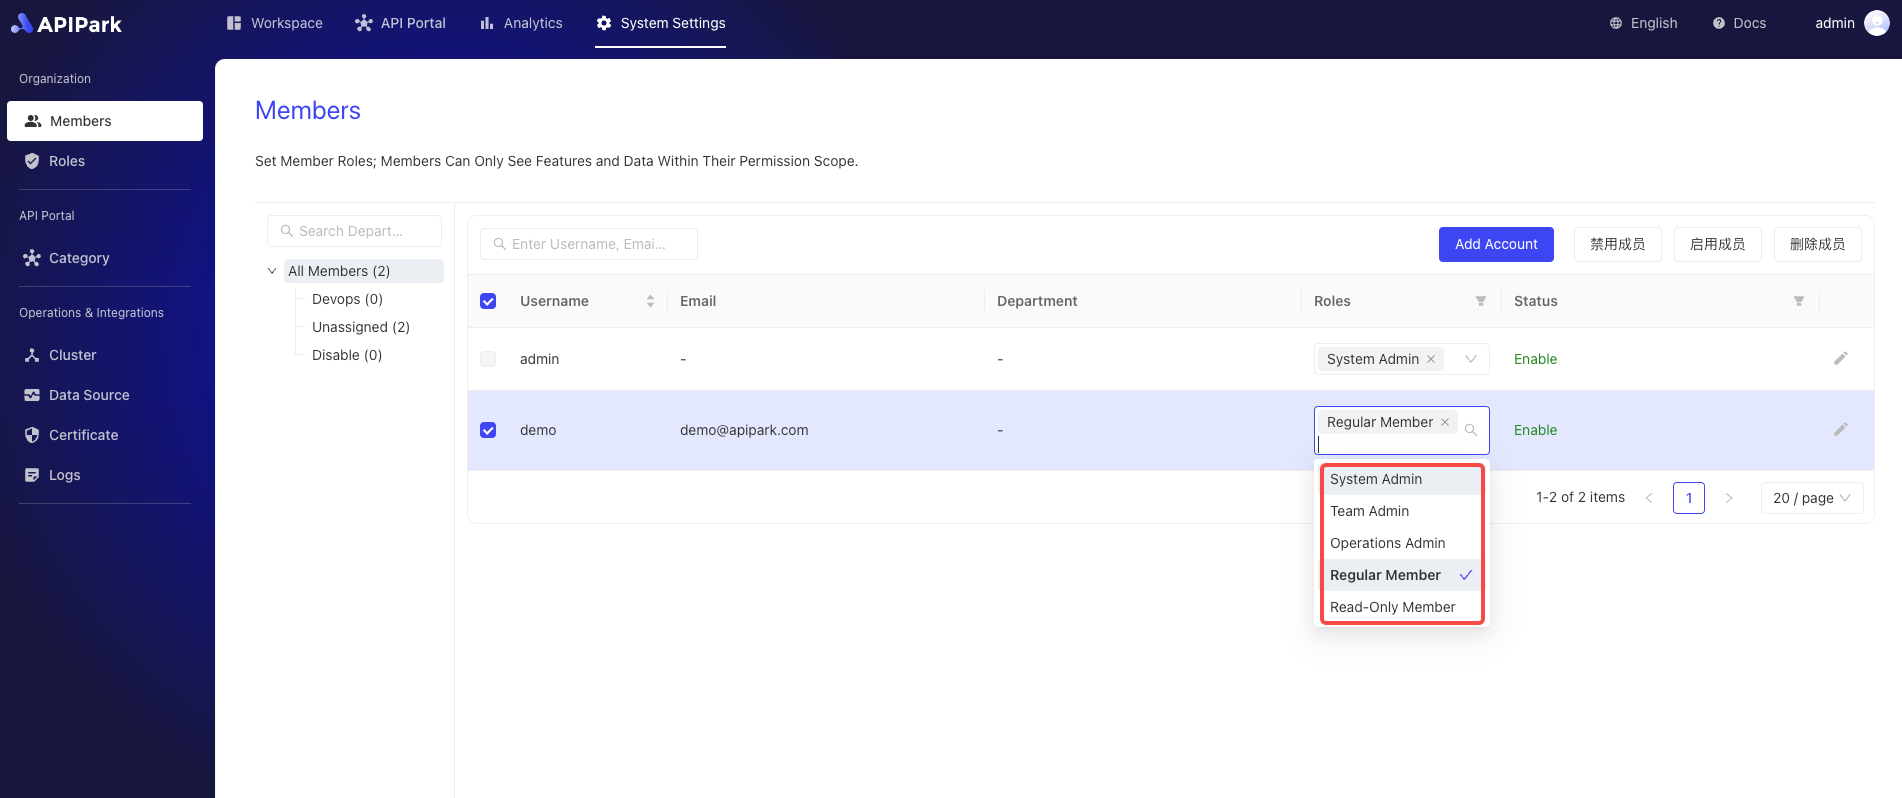 APIPark
Workspace
API Portal
Analytics
System Settings
English
Docs
admin
Organization
Members
Roles
API Portal
Category
Operations & Integrations
Cluster
Data Source
Certificate
Logs
Members
Set Member Roles; Members Can Only See Features and Data Within Their Permission Scope.
Search Depart...
All Members (2)
Devops (0)
Unassigned (2)
Disable (0)
Enter Username, Emai...
Add Account
禁用成员
启用成员
删除成员
Username Email Department Roles Status
admin - - System Admin Enable
demo demo@apipark.com - Regular Member Enable
System Admin
Team Admin
Operations Admin
Regular Member
Read-Only Member
1-2 of 2 items
1
20 / page